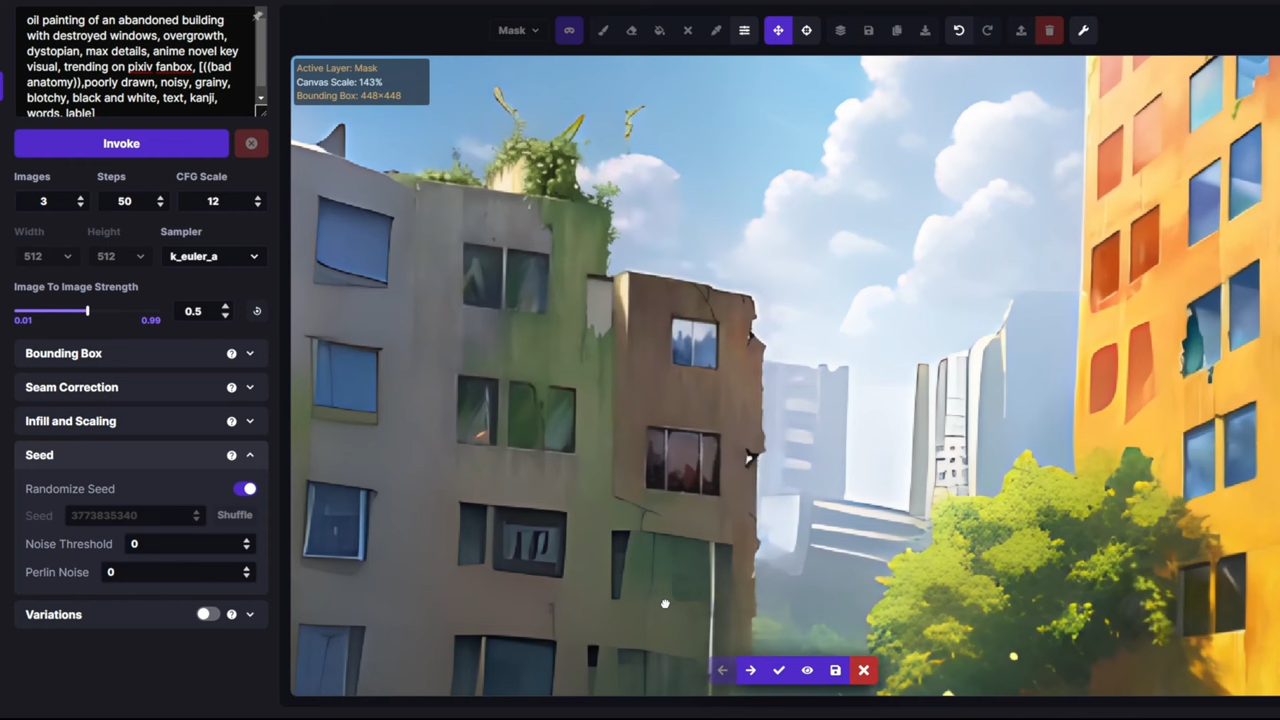 oil painting of an abandoned building
with destroyed windows, overgrowth,
dystopian, max details, anime novel key
visual, trending on pixiv fanbox, [((bad
anatomy)),poorly drawn, noisy, grainy,
blotchy, black and white, text, kanji,
words, lable]
Invoke
Images
Steps
CFG Scale
3
50
12
Width
Height
Sampler
512
512
k_euler_a
Image To Image Strength
0.01
0.99
0.5
Bounding Box
Seam Correction
Infill and Scaling
Seed
Randomize Seed
Seed
3773835340
Shuffle
Noise Threshold
0
Perlin Noise
0
Variations
Mask
Active Layer: Mask
Canvas Scale: 143%
Bounding Box: 448×448